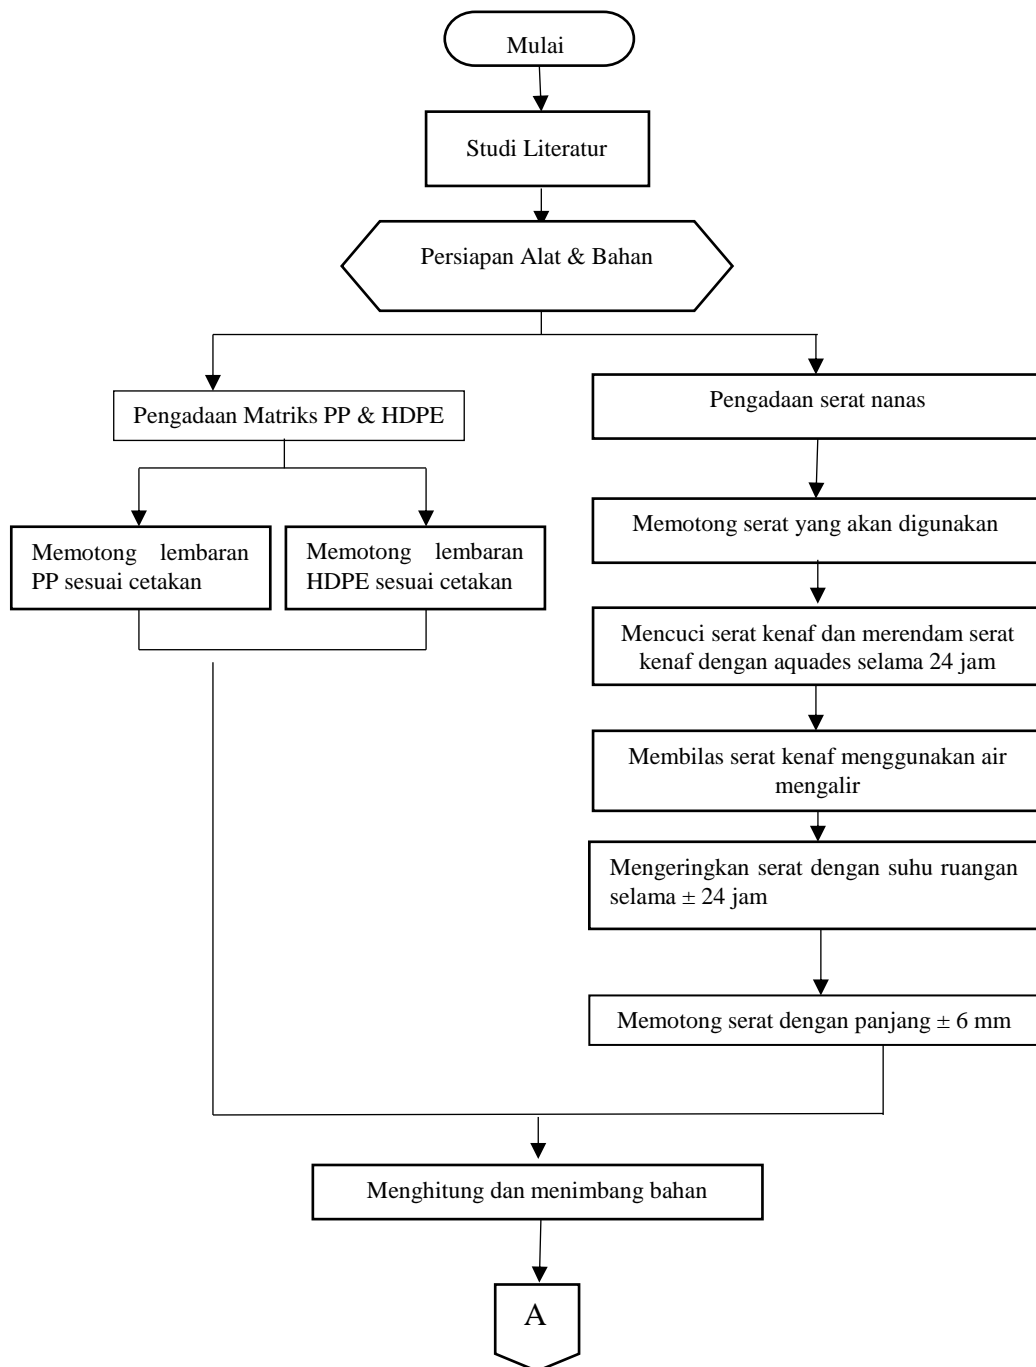 Mulai
Studi Literatur
Persiapan Alat & Bahan
Pengadaan Matriks PP & HDPE
Memotong lembaran
PP sesuai cetakan
Memotong lembaran
HDPE sesuai cetakan
Pengadaan serat nanas
Memotong serat yang akan digunakan
Mencuci serat kenaf dan merendam serat
kenaf dengan aquades selama 24 jam
Membilas serat kenaf menggunakan air
mengalir
Mengeringkan serat dengan suhu ruangan
selama ± 24 jam
Memotong serat dengan panjang ± 6 mm
Menghitung dan menimbang bahan
A